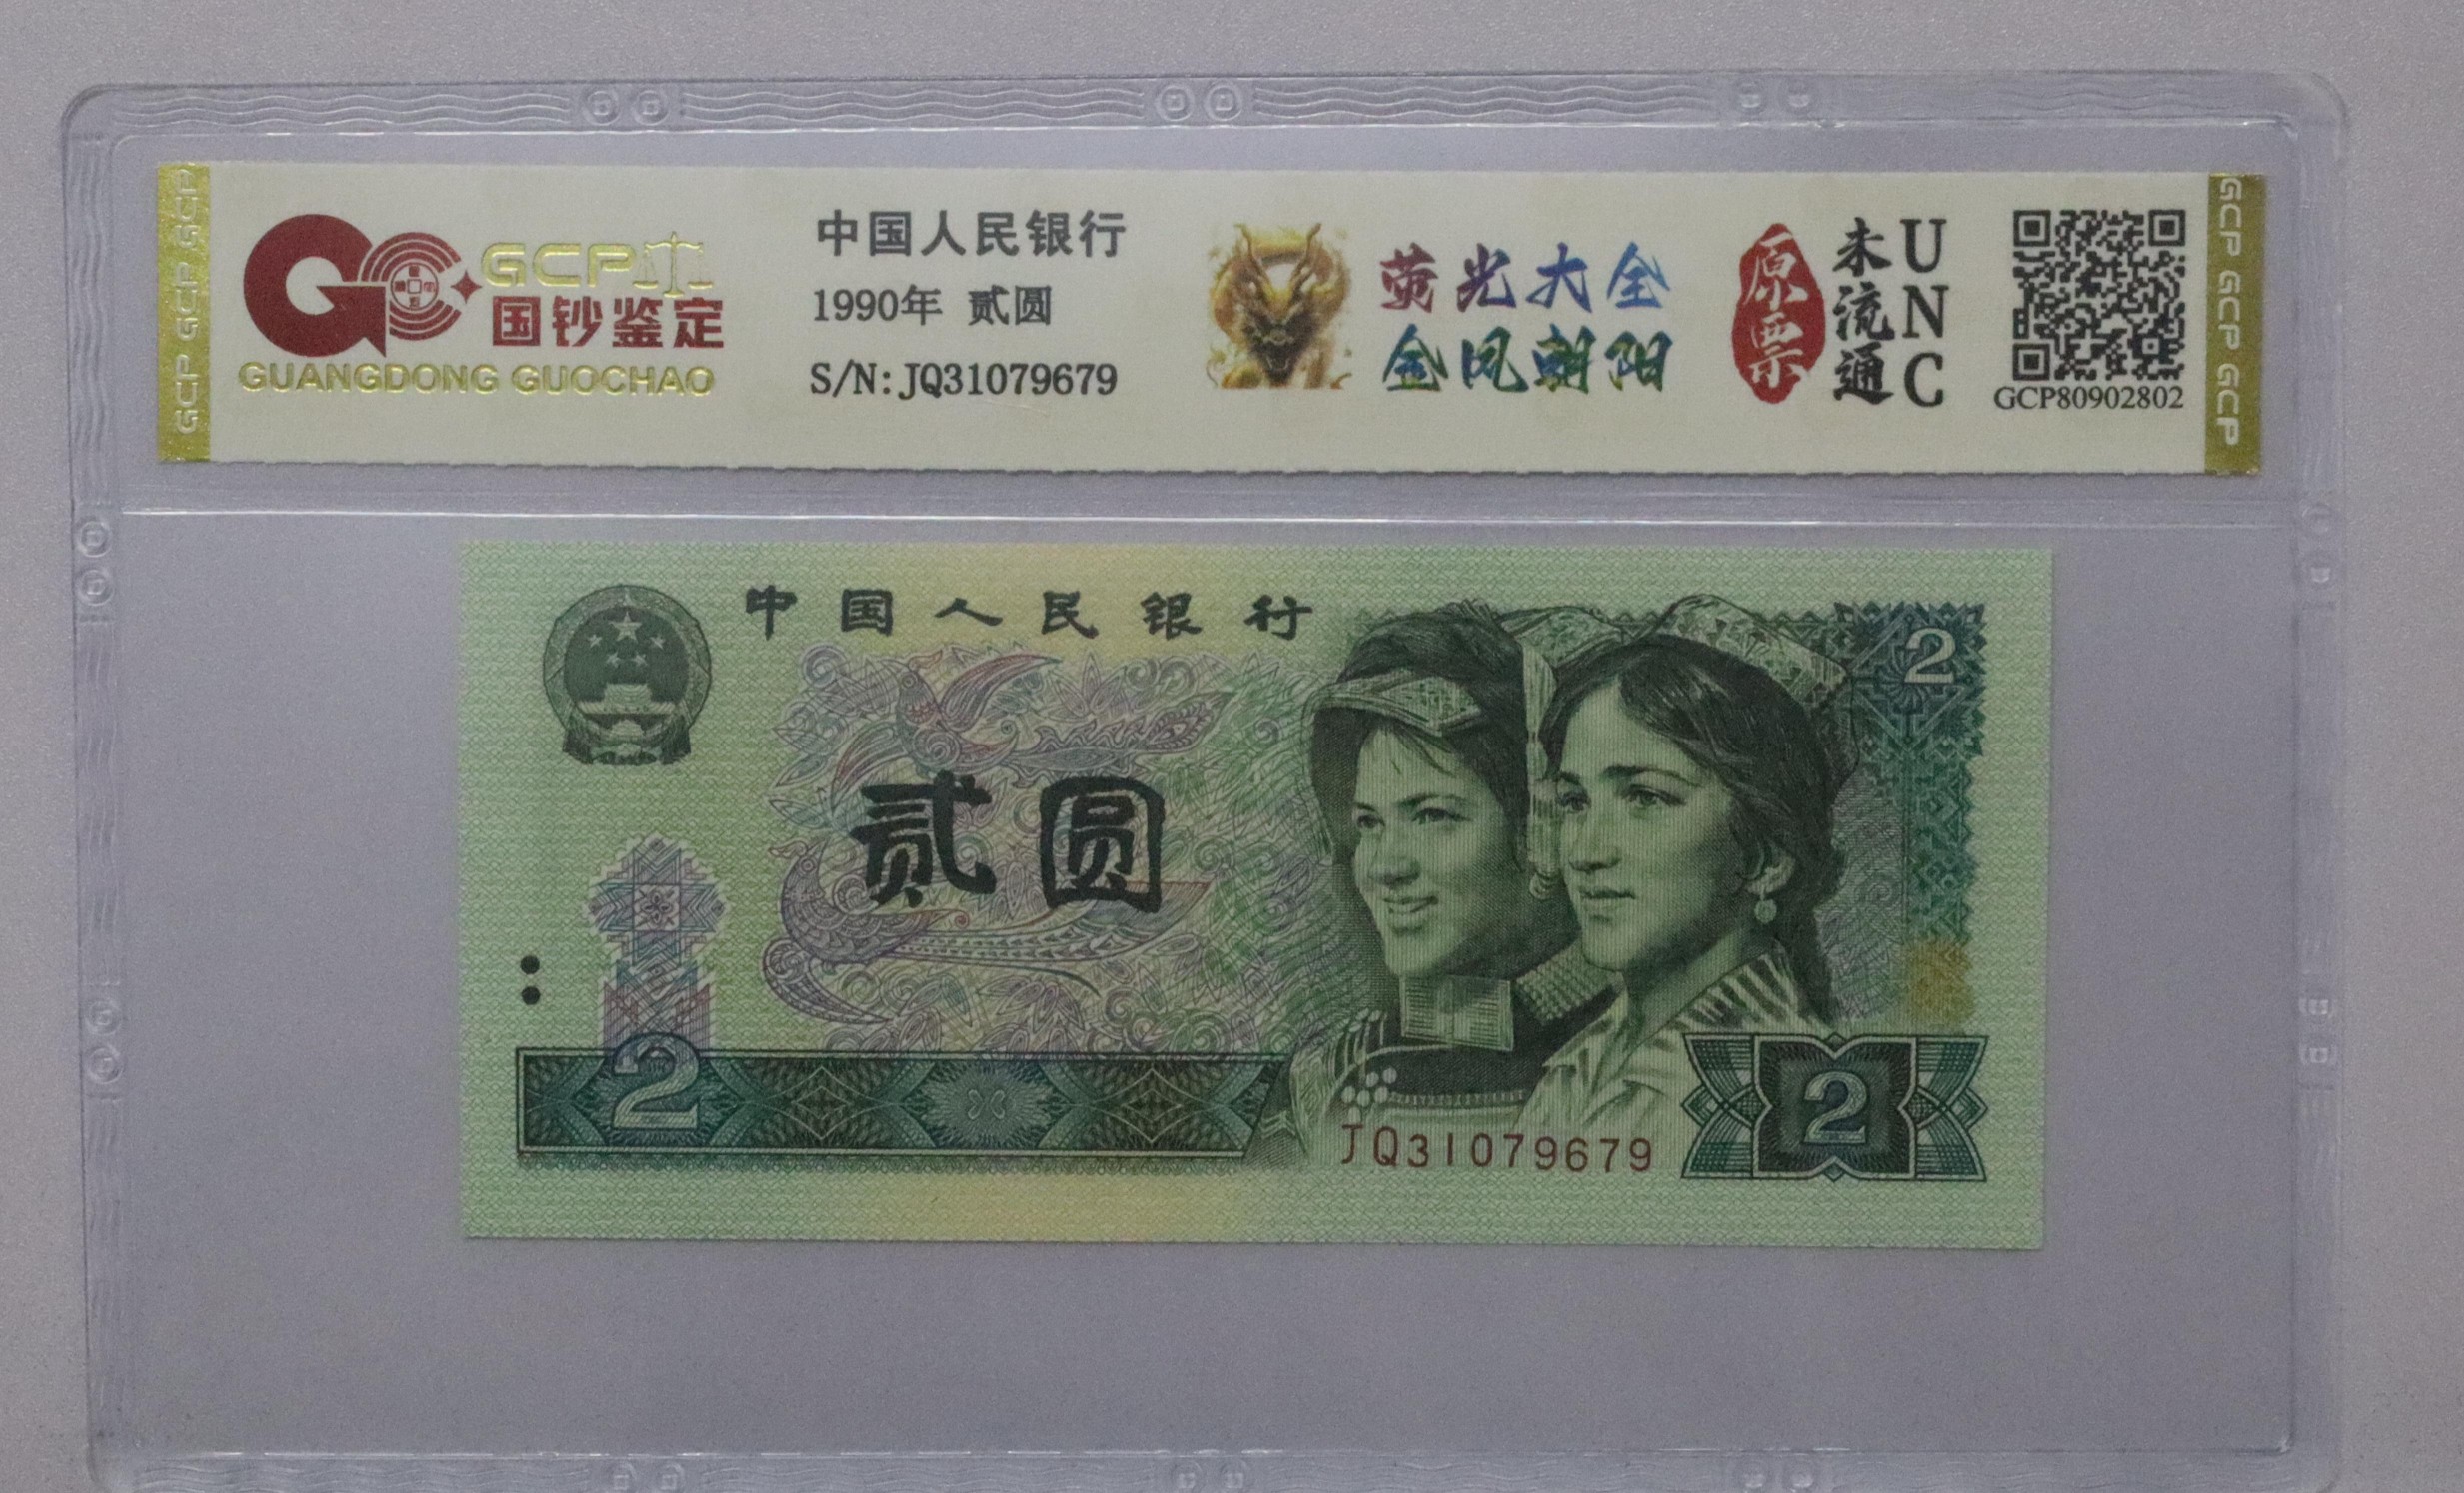 GCP GCP GCP
GCP
国钞鉴定
GUANGDONG GUOCHAO
中国人民银行
1990年 贰圆
S/N:JQ31079679
荧光大全
金凤朝阳
原票
未流通
UNC
GCP80902802
GCP GCP GCP
中国人民银行
2
贰圆
2
2
JQ31079679